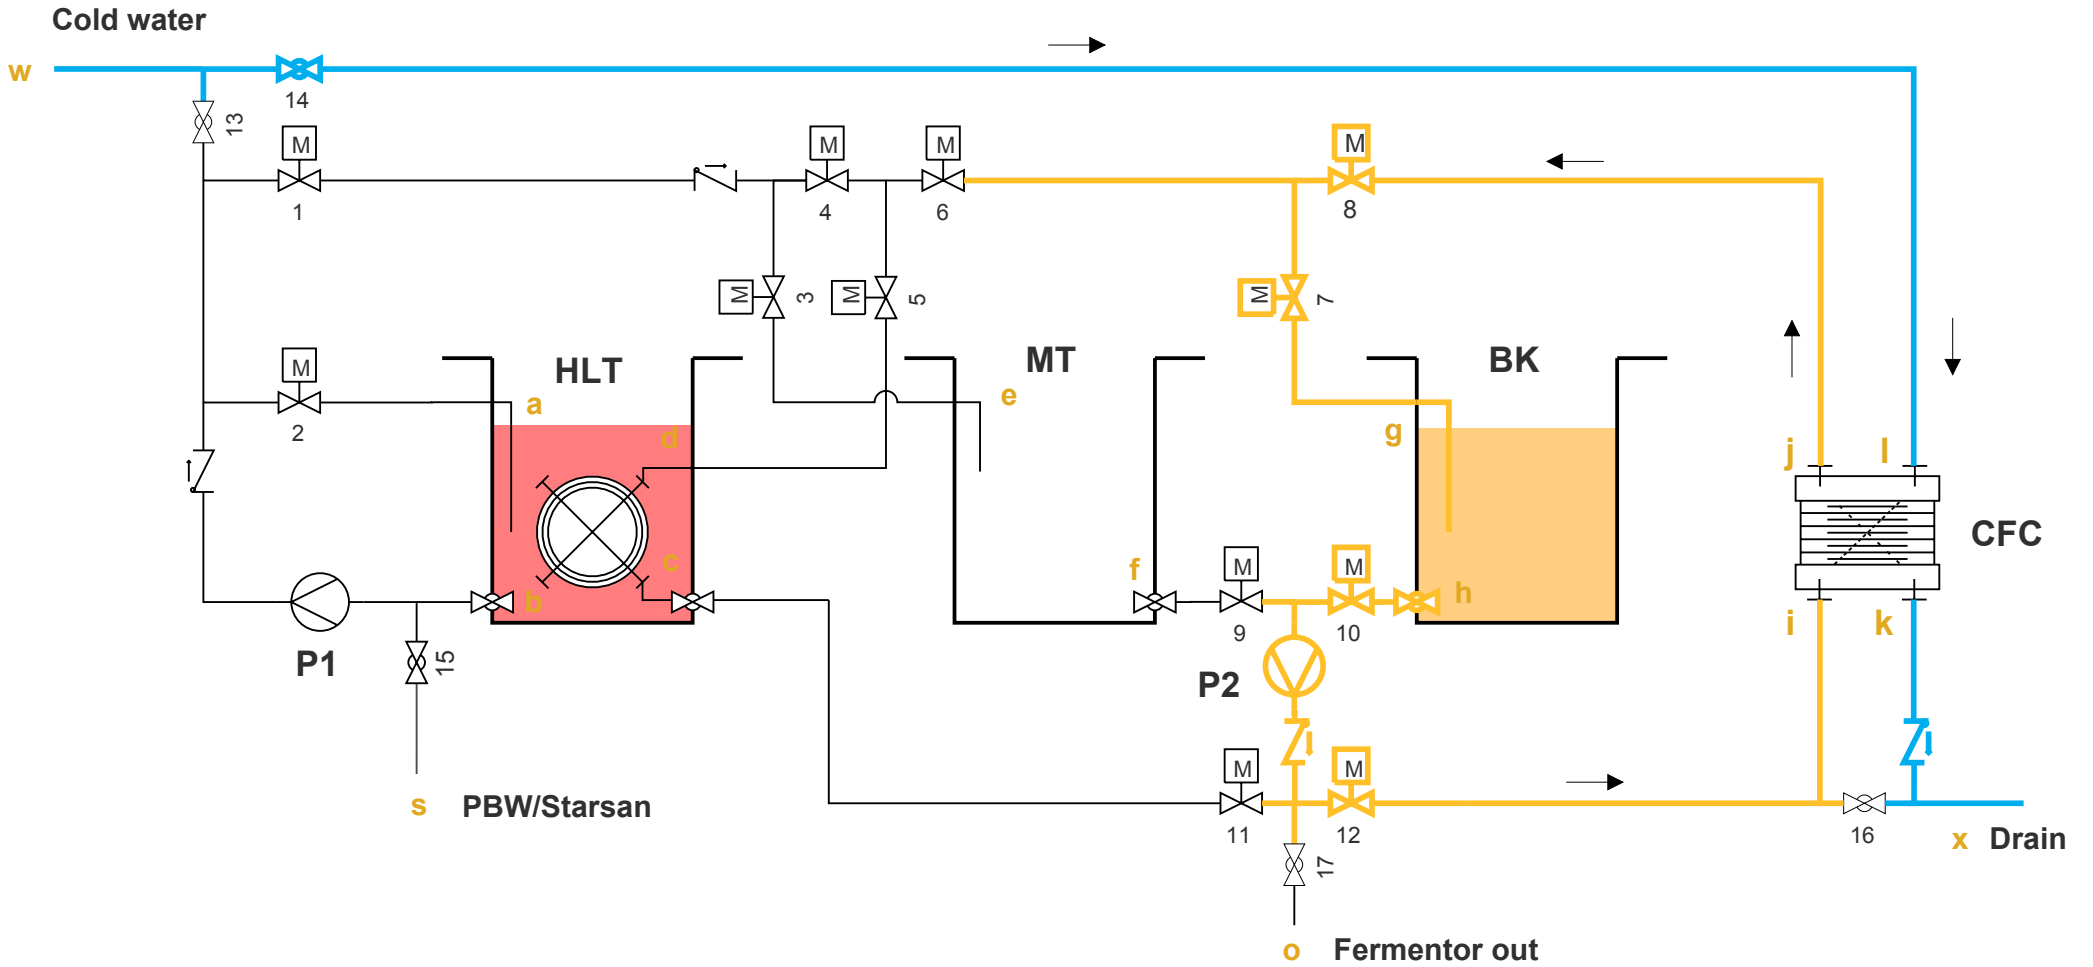 Cold water
w
14
13
M
M
M
M
1
4
6
8
M
3
M
5
M
7
M
HLT
MT
BK
a
e
2
d
g
j
l
CFC
c
b
f
M
M
h
9
10
i
k
P1
15
P2
M
M
s
PBW/Starsan
11
12
16
17
x
Drain
o
Fermentor out